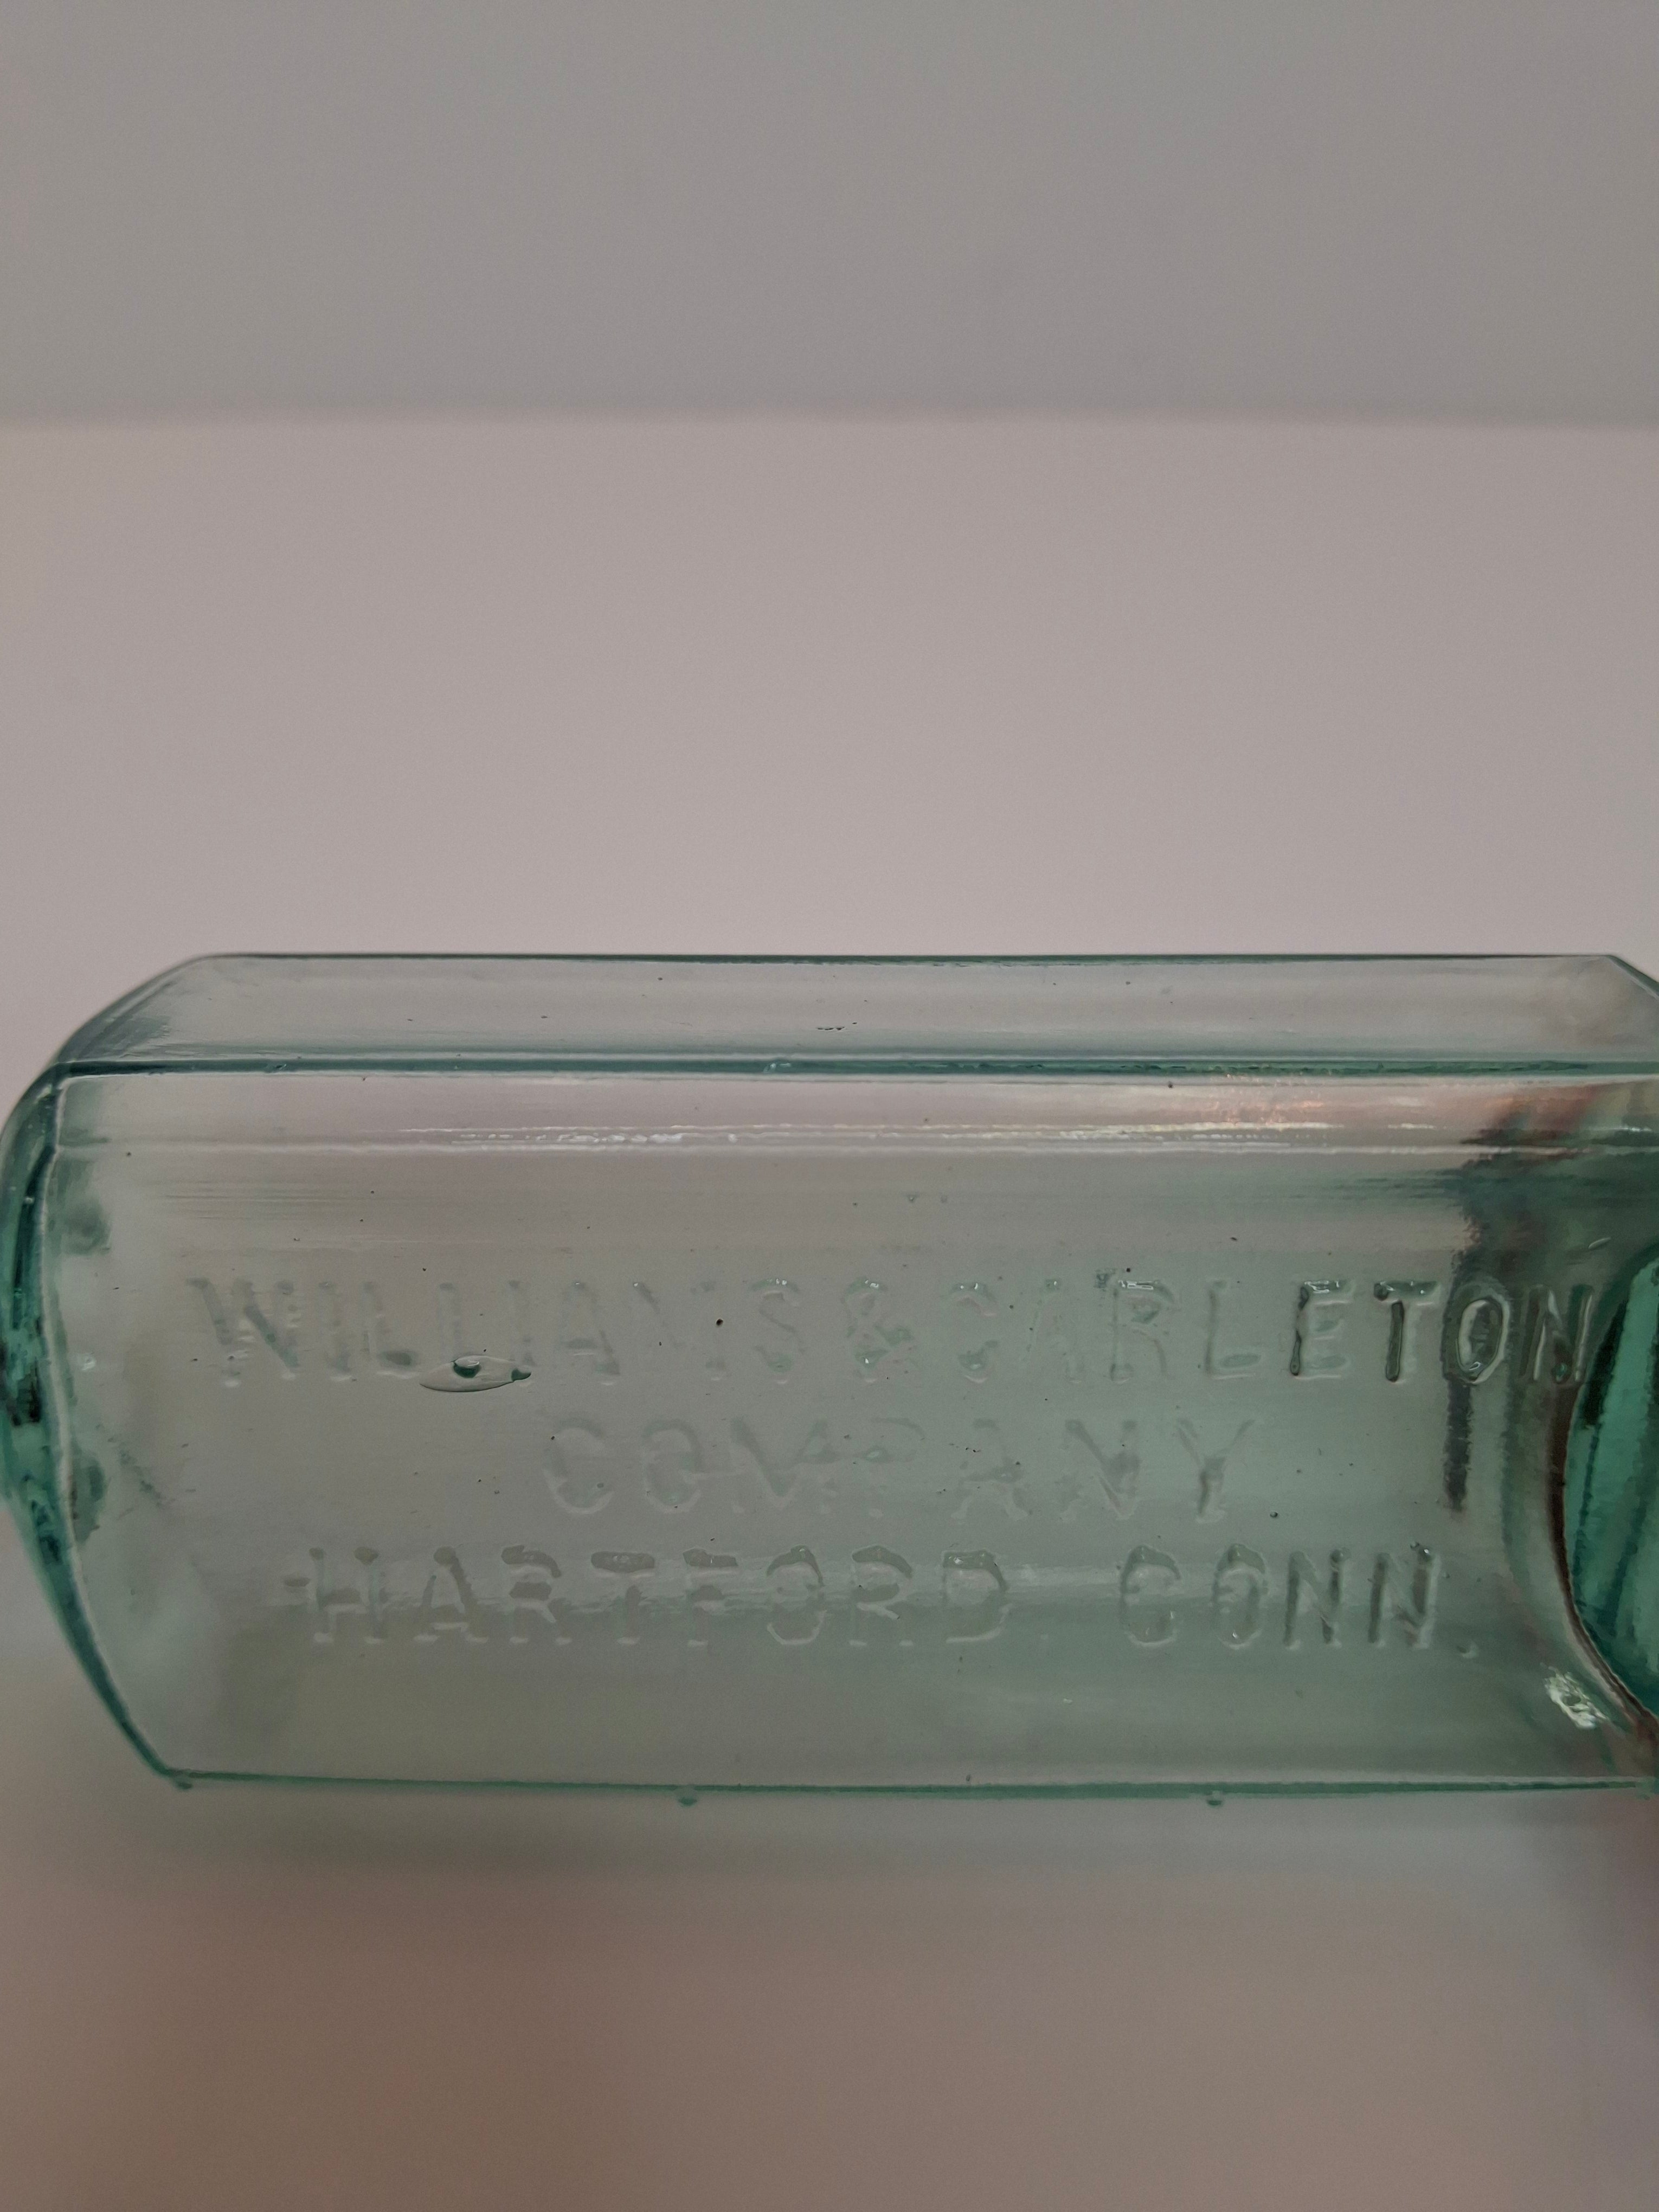 WILLIAMS & CARLETON
COMPANY
HARTFORD CONN.